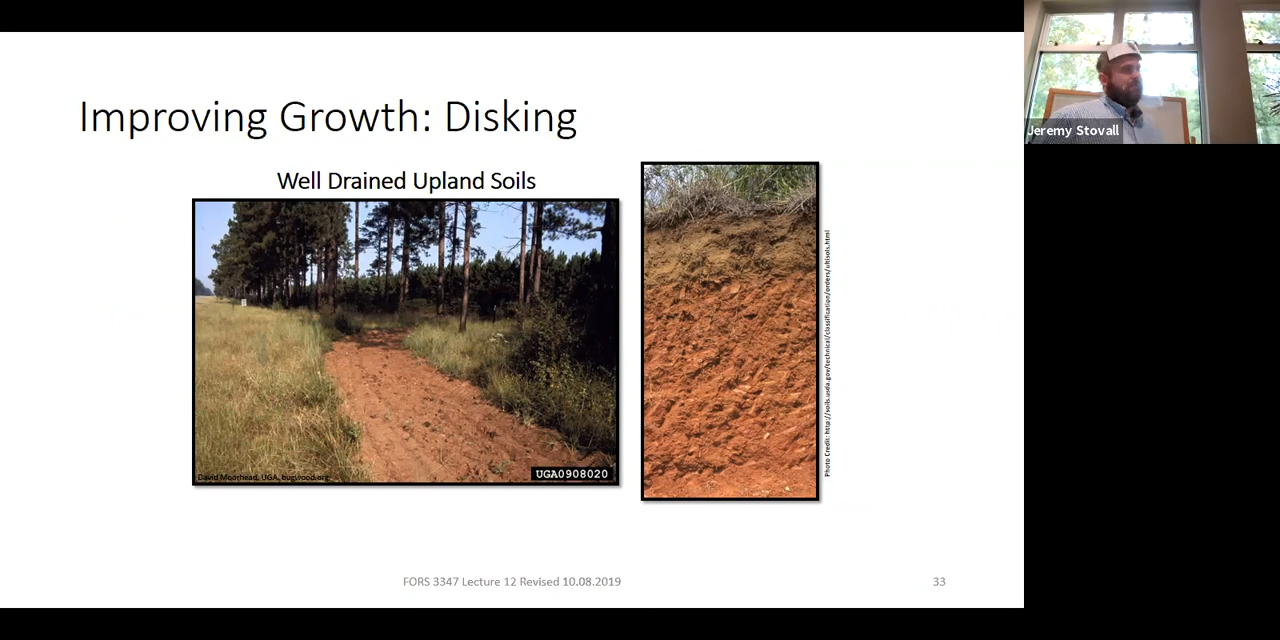 Improving Growth: Disking
Well Drained Upland Soils
David Moorhead, UGA, bugwood.org
UGA0908020
Photo Credit: http://soils.usda.gov/technical/classification/orders/ultisols.html
FORS 3347 Lecture 12 Revised 10.08.2019
33
Jeremy Stovall